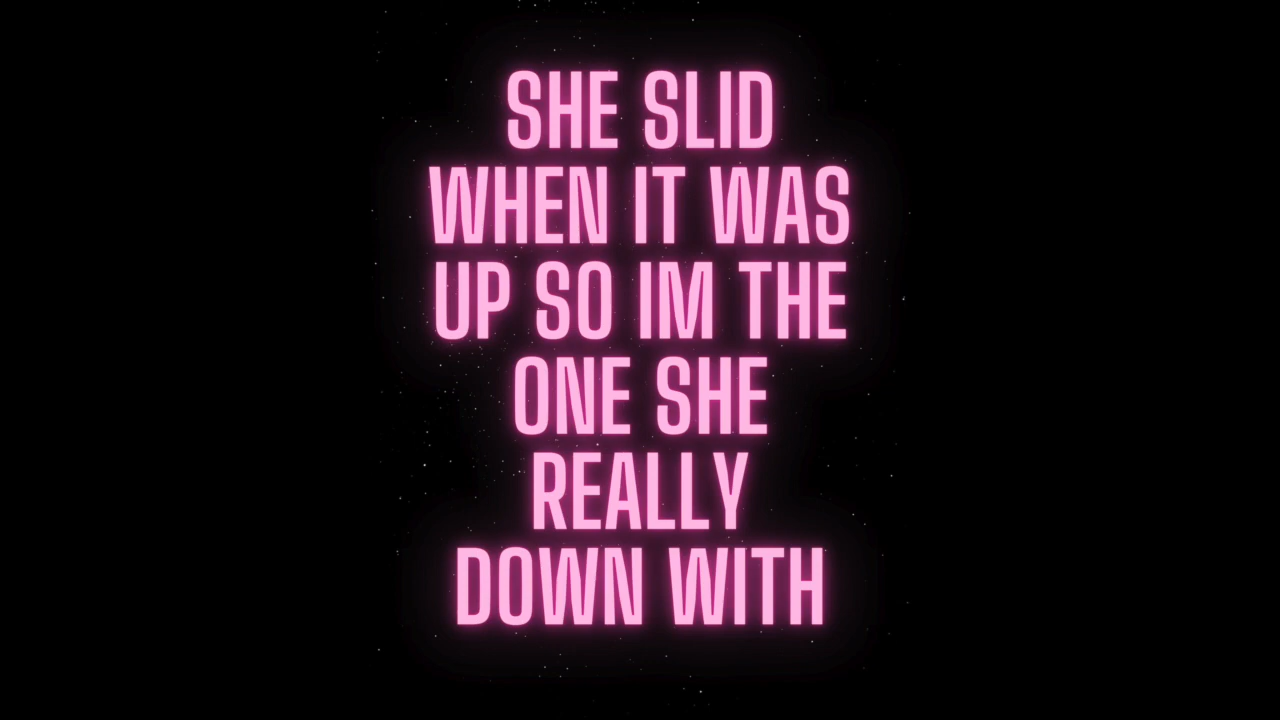 SHE SLID
WHEN IT WAS
UP SO IM THE
ONE SHE
REALLY
DOWN WITH